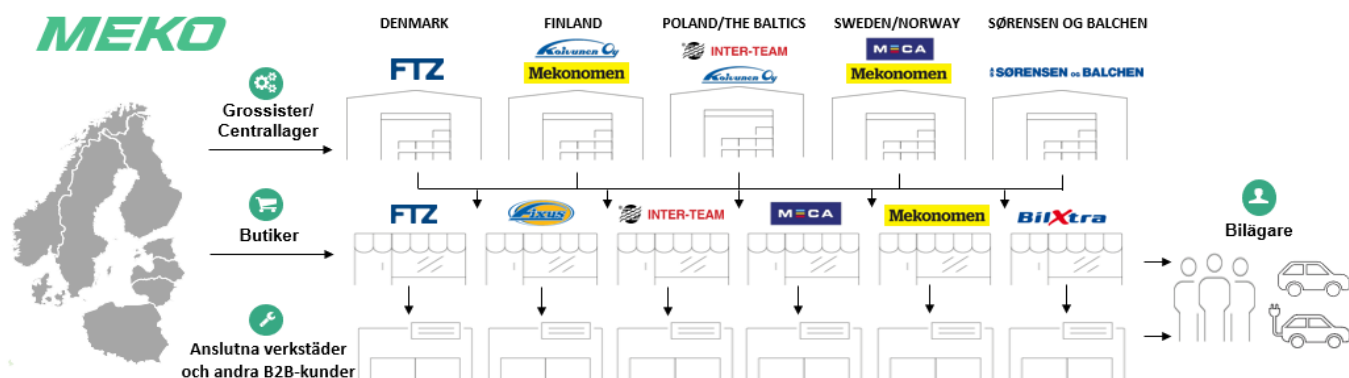 MEKO
DENMARK
FINLAND
POLAND/THE BALTICS
SWEDEN/NORWAY
SØRENSEN OG BALCHEN
FTZ
Koivunen Oy
Mekonomen
INTER-TEAM
Koivunen Oy
MECA
Mekonomen
SØRENSEN OG BALCHEN
Grossister/
Centrallager
Butiker
FTZ
Fixus
INTER-TEAM
MECA
Mekonomen
BilXtra
Bilägare
Anslutna verkstäder
och andra B2B-kunder